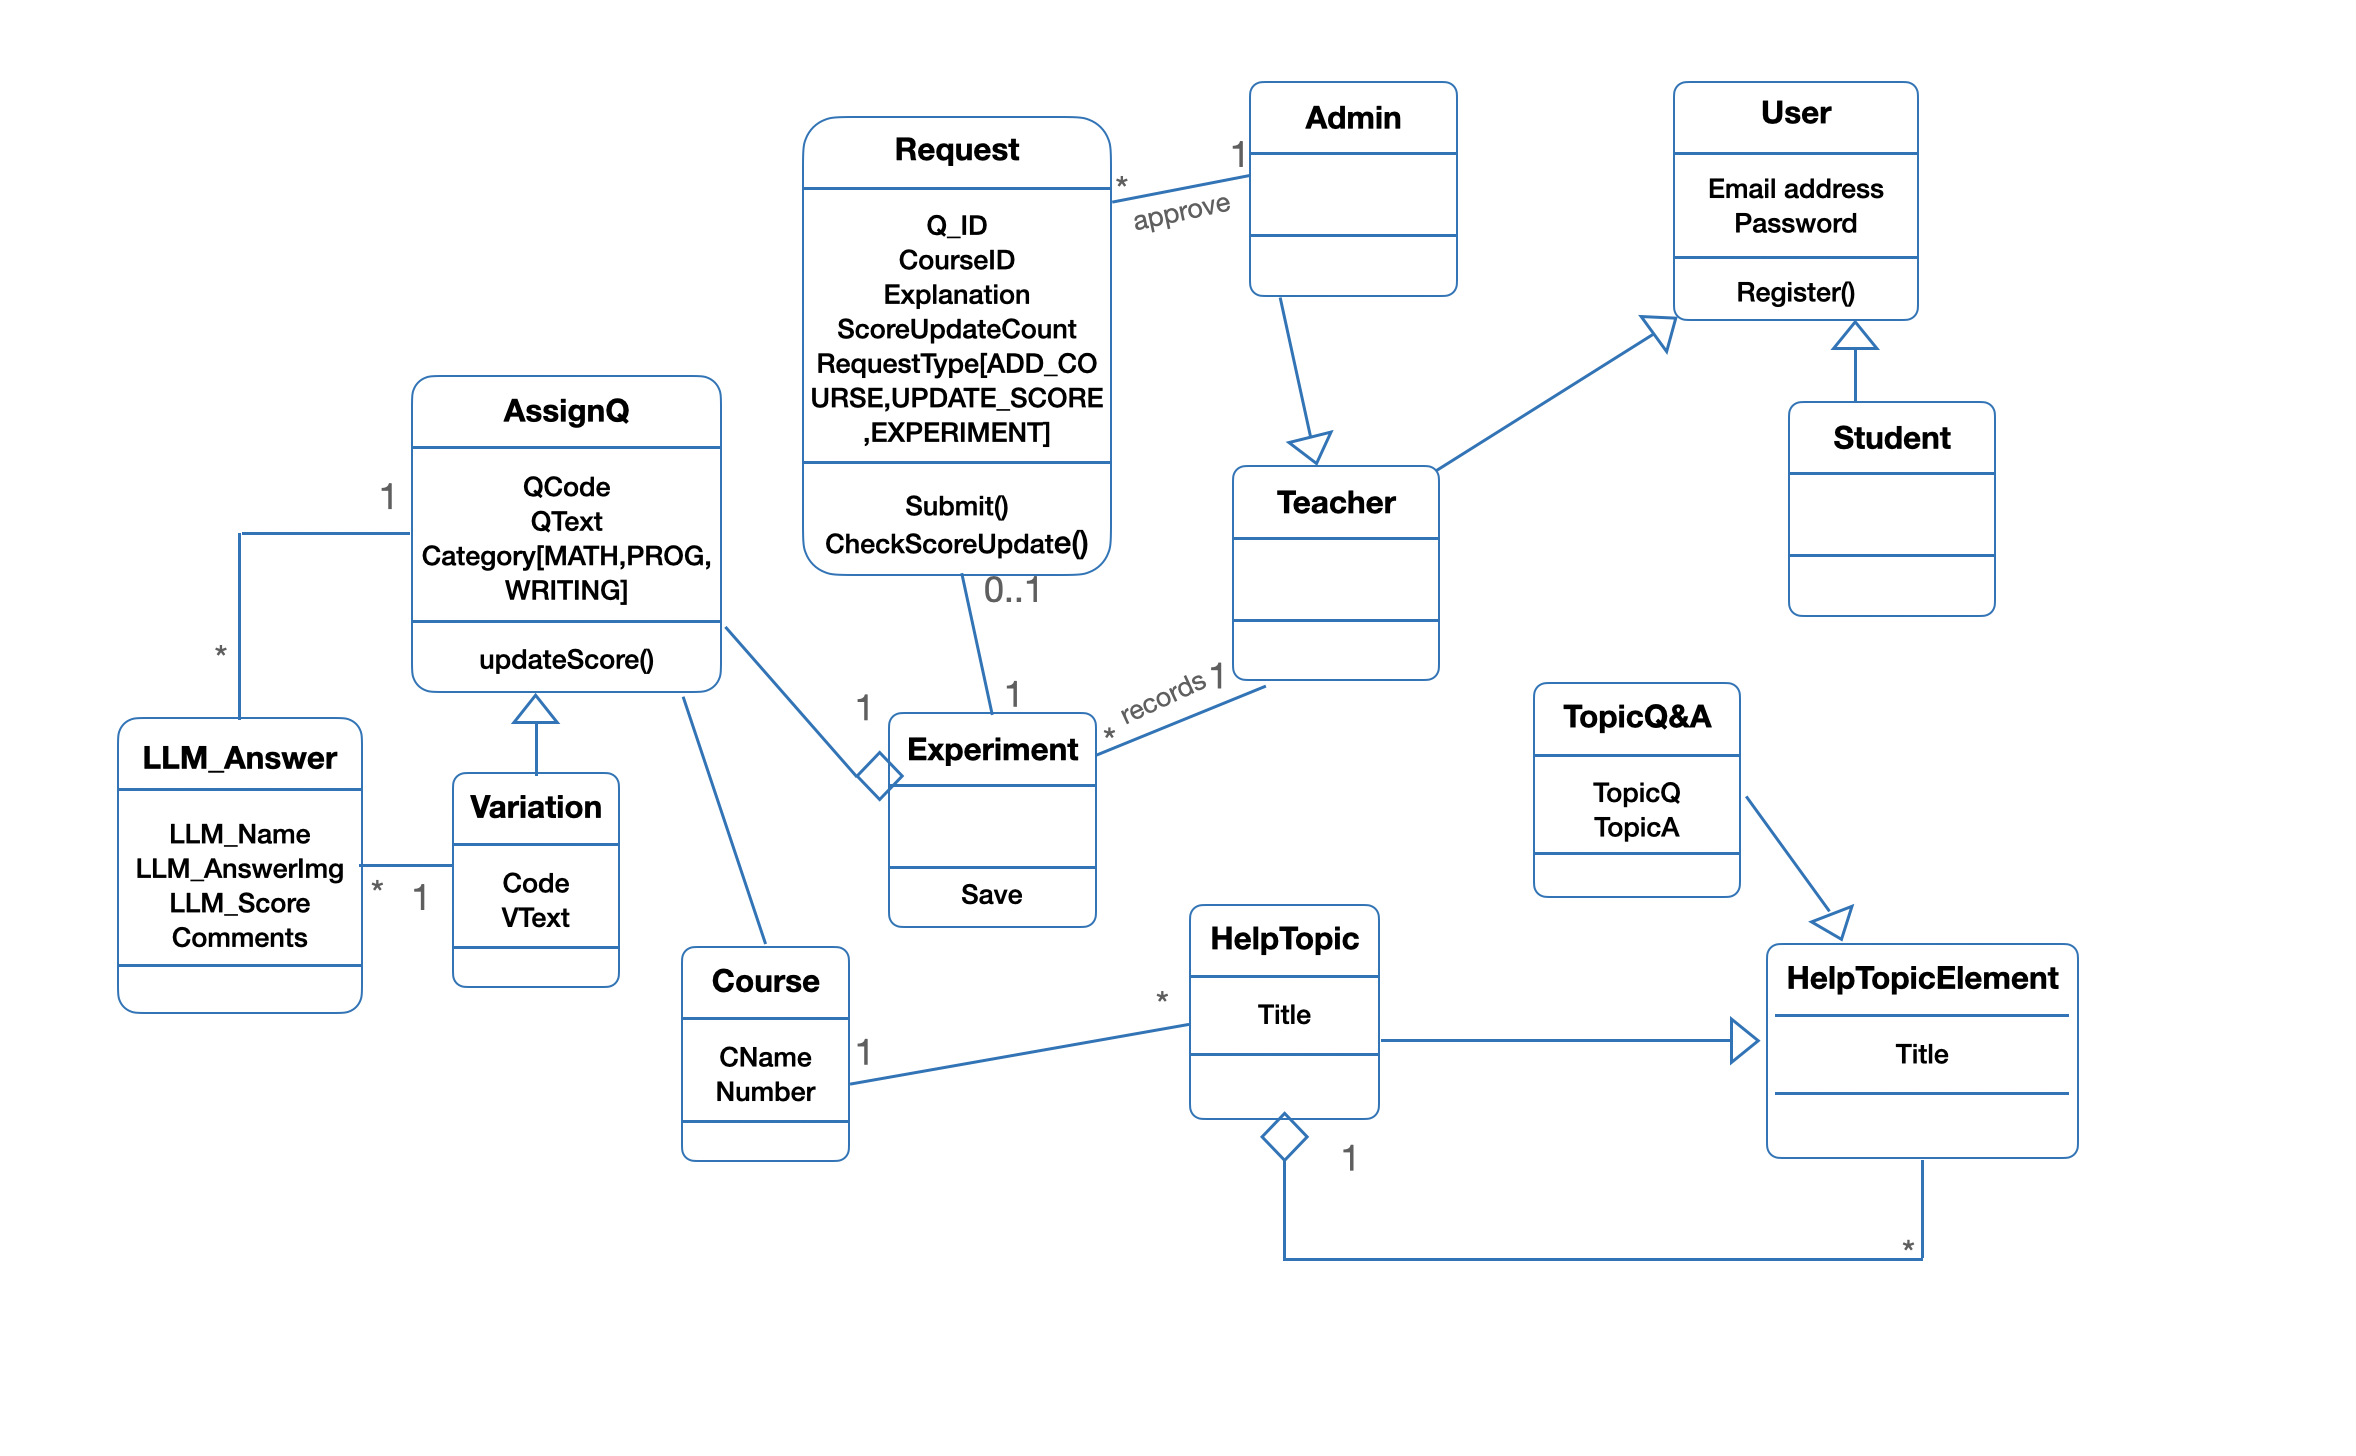 Admin
User
Email address
Password
Register()
Request
Q_ID
CourseID
Explanation
ScoreUpdateCount
RequestType[ADD_CO
URSE,UPDATE_SCORE
,EXPERIMENT]
Submit()
CheckScoreUpdate()
*
1
approve
0..1
1
AssignQ
QCode
QText
Category[MATH,PROG,
WRITING]
updateScore()
1
*
Teacher
Student
records
1
*
1
Experiment
Save
LLM_Answer
LLM_Name
LLM_AnswerImg
LLM_Score
Comments
*
1
Variation
Code
VText
TopicQ&A
TopicQ
TopicA
Course
CName
Number
1
*
HelpTopic
Title
HelpTopicElement
Title
1
*